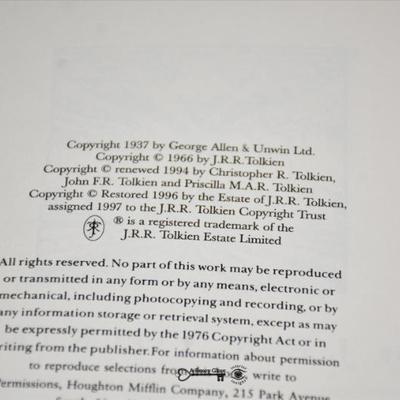 Copyright 1937 by George Allen & Unwin Ltd.
Copyright © 1966 by J.R.R.Tolkien
Copyright © renewed 1994 by Christopher R. Tolkien,
John F.R. Tolkien and Priscilla M.A.R. Tolkien
Copyright © Restored 1996 by the Estate of J.R.R. Tolkien,
assigned 1997 to the J.R.R. Tolkien Copyright Trust
® is a registered trademark of the
J.R.R. Tolkien Estate Limited
All rights reserved. No part of this work may be reproduced
or transmitted in any form or by any means, electronic or
mechanical, including photocopying and recording, or by
any information storage or retrieval system, except as may
be expressly permitted by the 1976 Copyright Act or in
riting from the publisher.For information about permission
to reproduce selections from write to
Permissions, Houghton Mifflin Company, 215 Park Avenue